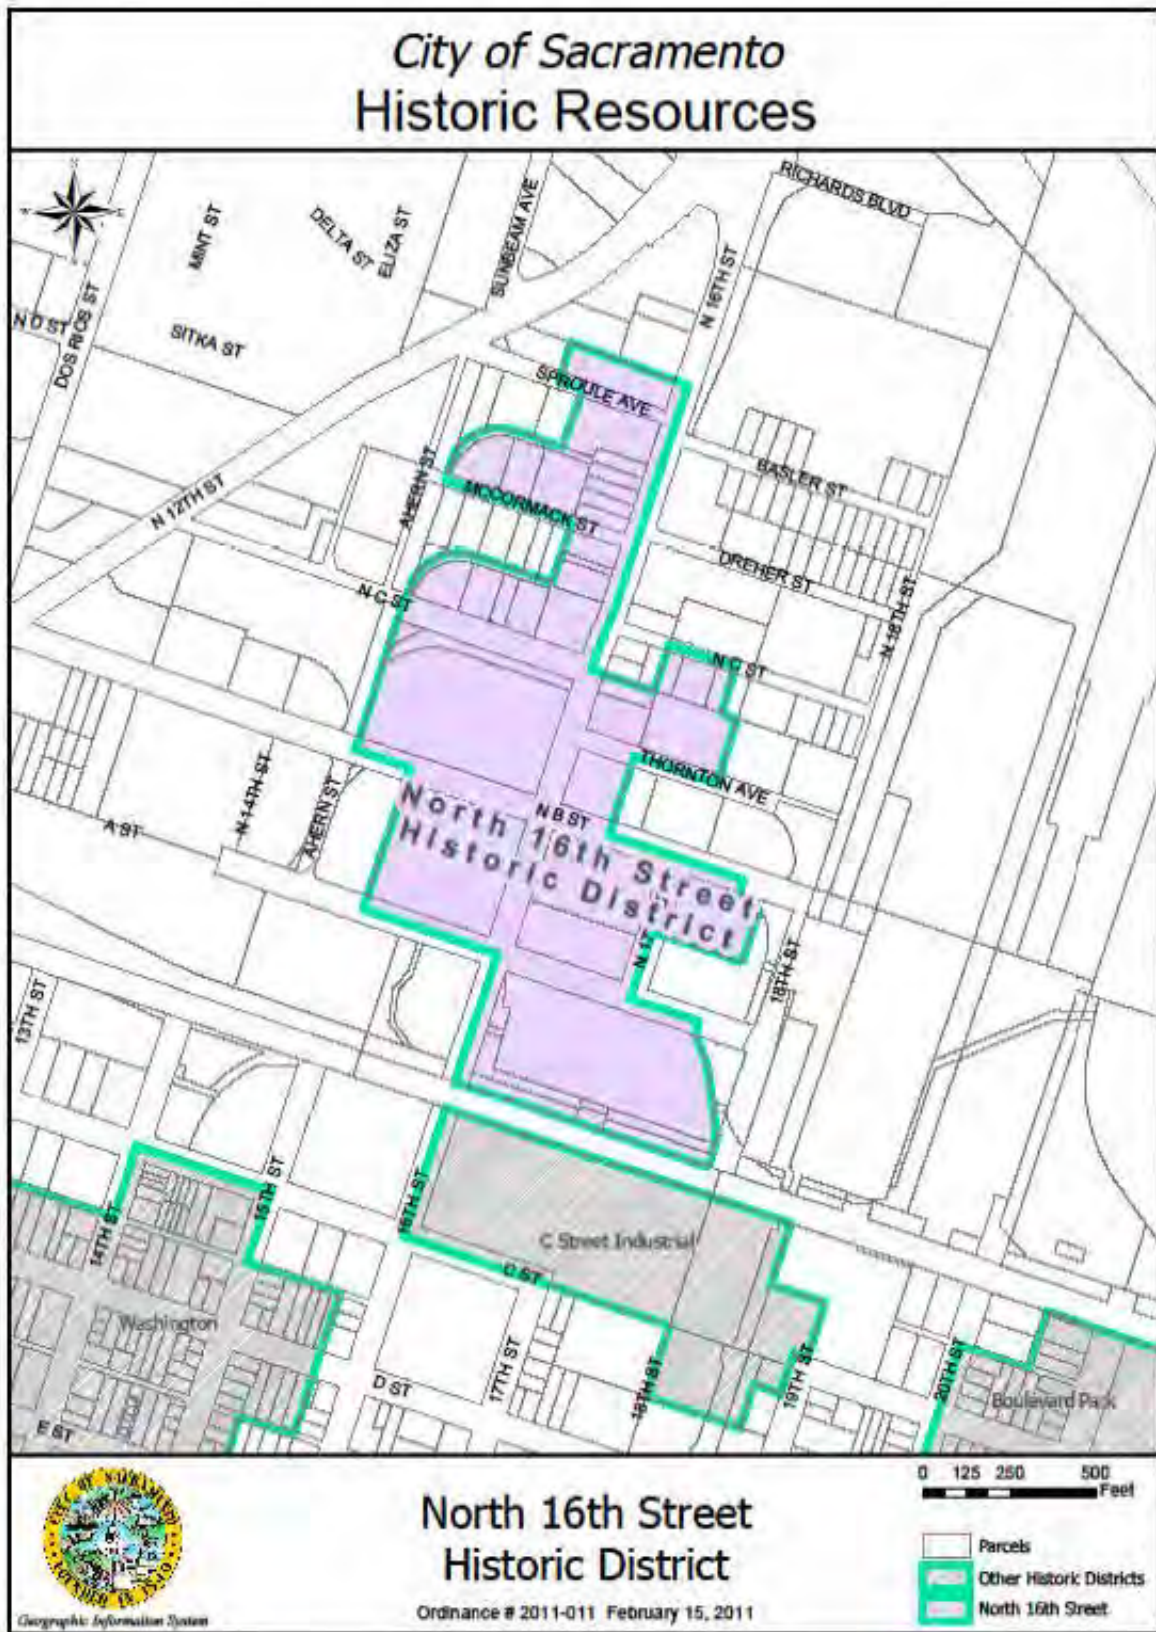 City of Sacramento
Historic Resources
RICHARDS BLVD
SUNBEAM AVE
MINT ST
DELTA ST
ELIZA ST
N 16TH ST
DOS RIOS ST
N D ST
SITKA ST
SPROULE AVE
AHERN ST
BASLER ST
N 12TH ST
MCCORMACK ST
DREHER ST
N C ST
N 18TH ST
N C ST
THORNTON AVE
N 14TH ST
AHERN ST
A ST
N B ST
North 16th Street
Historic District
N 17
18TH ST
13TH ST
16TH ST
15TH ST
14TH ST
C Street Industrial
C ST
Washington
17TH ST
18TH ST
19TH ST
20TH ST
D ST
E ST
Boulevard Park
North 16th Street
Historic District
Ordinance # 2011-011 February 15, 2011
Geographic Information System
0 125 250 500
Feet
Parcels
Other Historic Districts
North 16th Street